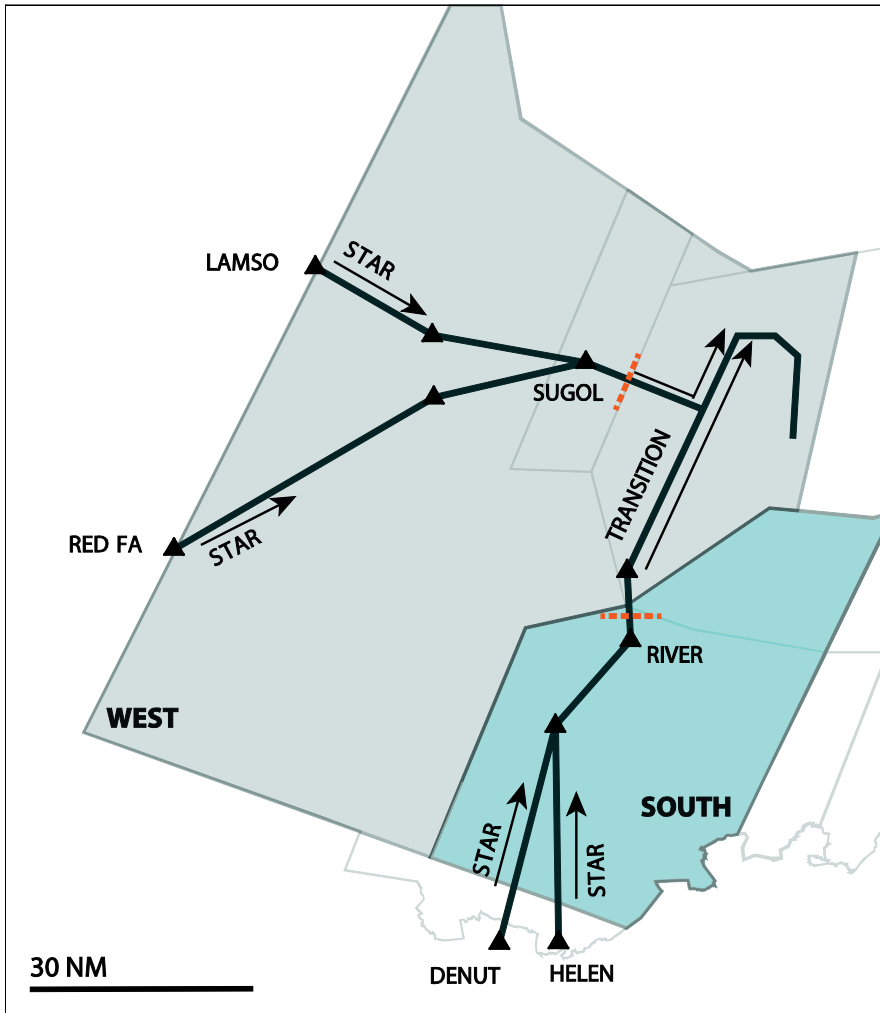 LAMSO
STAR
SUGOL
TRANSITION
RED FA
STAR
RIVER
WEST
SOUTH
STAR
STAR
30 NM
DENUT
HELEN